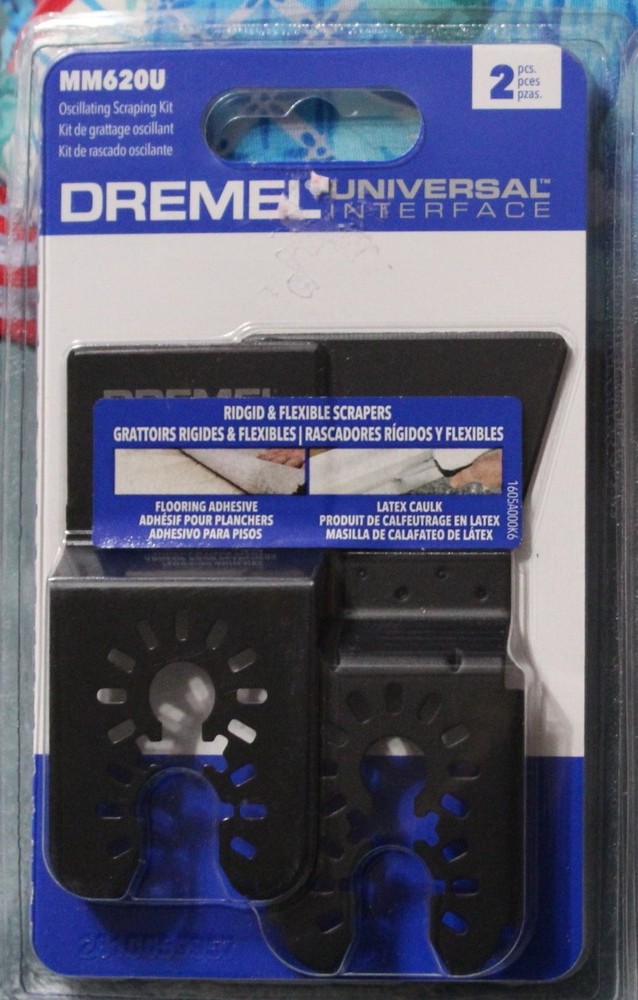 MM620U
Oscillating Scraping Kit
Kit de grattage oscillant
Kit de rascado oscilante
2 pcs.
pces
pzas.
DREMEL UNIVERSAL™
INTERFACE
DREMEL
RIDGID & FLEXIBLE SCRAPERS
GRATTOIRS RIGIDES & FLEXIBLES | RASCADORES RÍGIDOS Y FLEXIBLES
FLOORING ADHESIVE
ADHÉSIF POUR PLANCHERS
ADHESIVO PARA PISOS
LATEX CAULK
PRODUIT DE CALFEUTRAGE EN LATEX
MASILLA DE CALAFATEO DE LÁTEX
1605A000K6